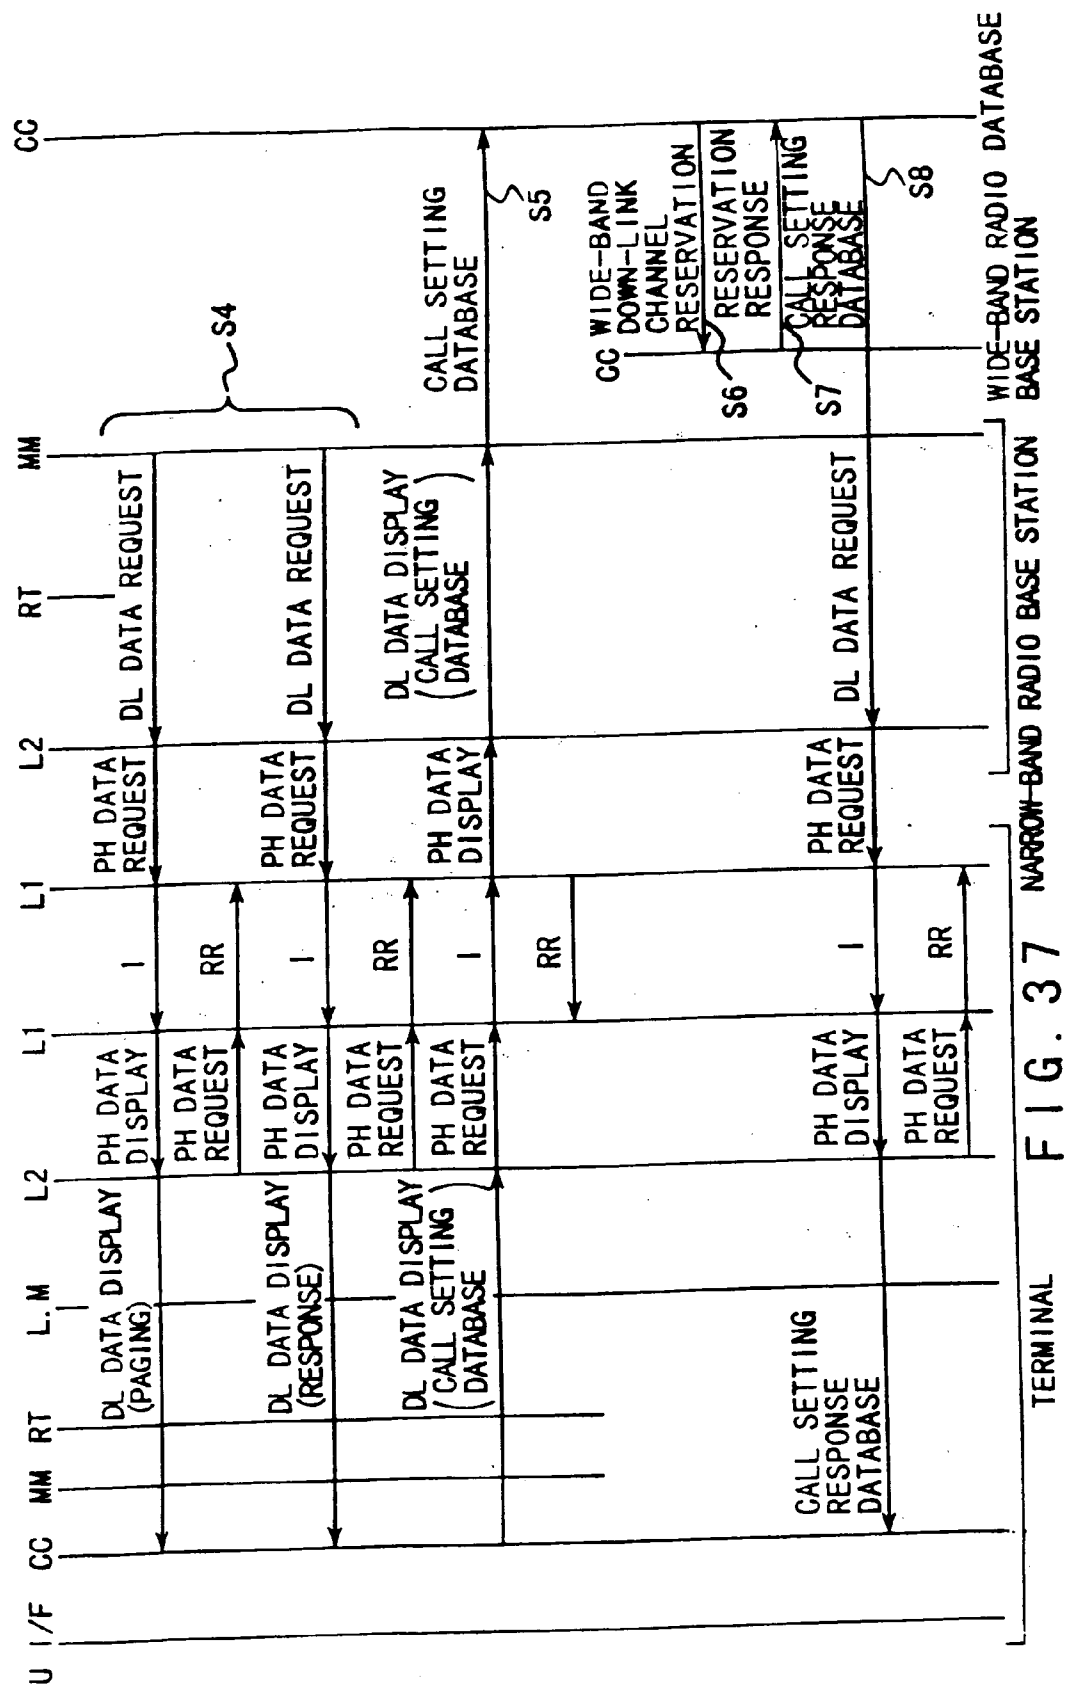 U I/F CC MM RT L.M L2 L1 L1 L2 RT MM CC
DL DATA DISPLAY
(PAGING)
PH DATA
DISPLAY
I
PH DATA
REQUEST
DL DATA REQUEST
S4
PH DATA
REQUEST
RR
DL DATA DISPLAY
(RESPONSE)
PH DATA
DISPLAY
I
PH DATA
REQUEST
DL DATA REQUEST
PH DATA
REQUEST
RR
DL DATA DISPLAY
(CALL SETTING)
(DATABASE
PH DATA
REQUEST
I
PH DATA
DISPLAY
DL DATA DISPLAY
(CALL SETTING)
(DATABASE
CALL SETTING
DATABASE
S5
RR
CC
WIDE-BAND
DOWN-LINK
CHANNEL
RESERVATION
S6
RESERVATION
RESPONSE
S7
CALL SETTING
RESPONSE
DATABASE
S8
CALL SETTING
RESPONSE
DATABASE
PH DATA
DISPLAY
I
PH DATA
REQUEST
DL DATA REQUEST
PH DATA
REQUEST
RR
TERMINAL
NARROW-BAND RADIO BASE STATION
WIDE-BAND RADIO
BASE STATION
DATABASE
FIG. 37